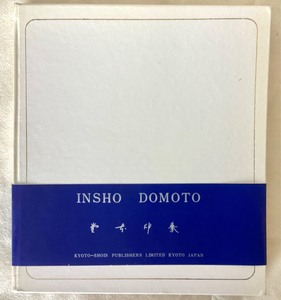 INSHO DOMOTO
堂本印象
KYOTO-SHOIN PUBLISHERS LIMITED KYOTO JAPAN